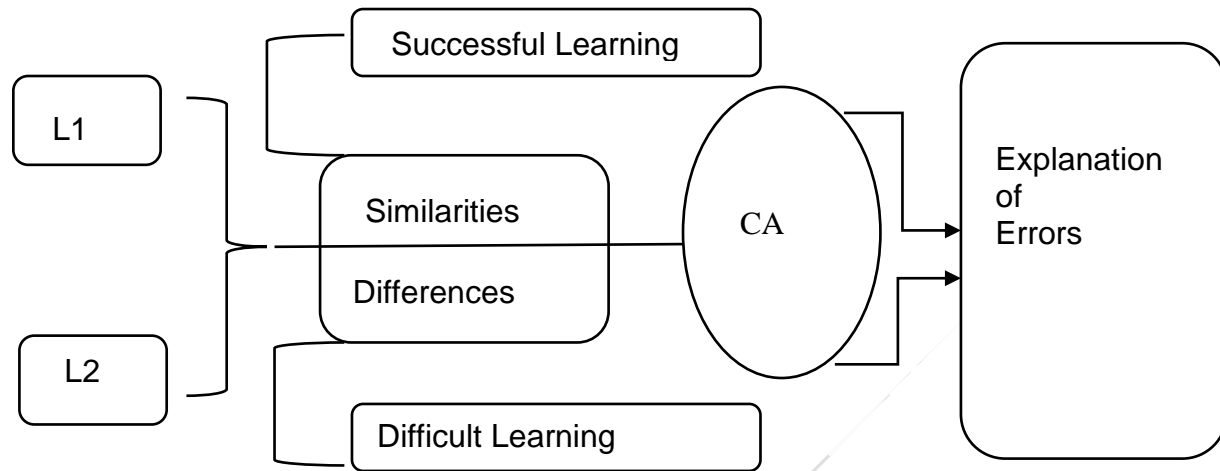 Successful Learning
L1
Similarities
Differences
CA
Explanation
of
Errors
L2
Difficult Learning